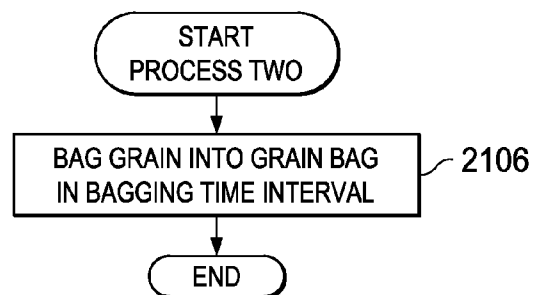 START
PROCESS TWO
BAG GRAIN INTO GRAIN BAG
IN BAGGING TIME INTERVAL
2106
END